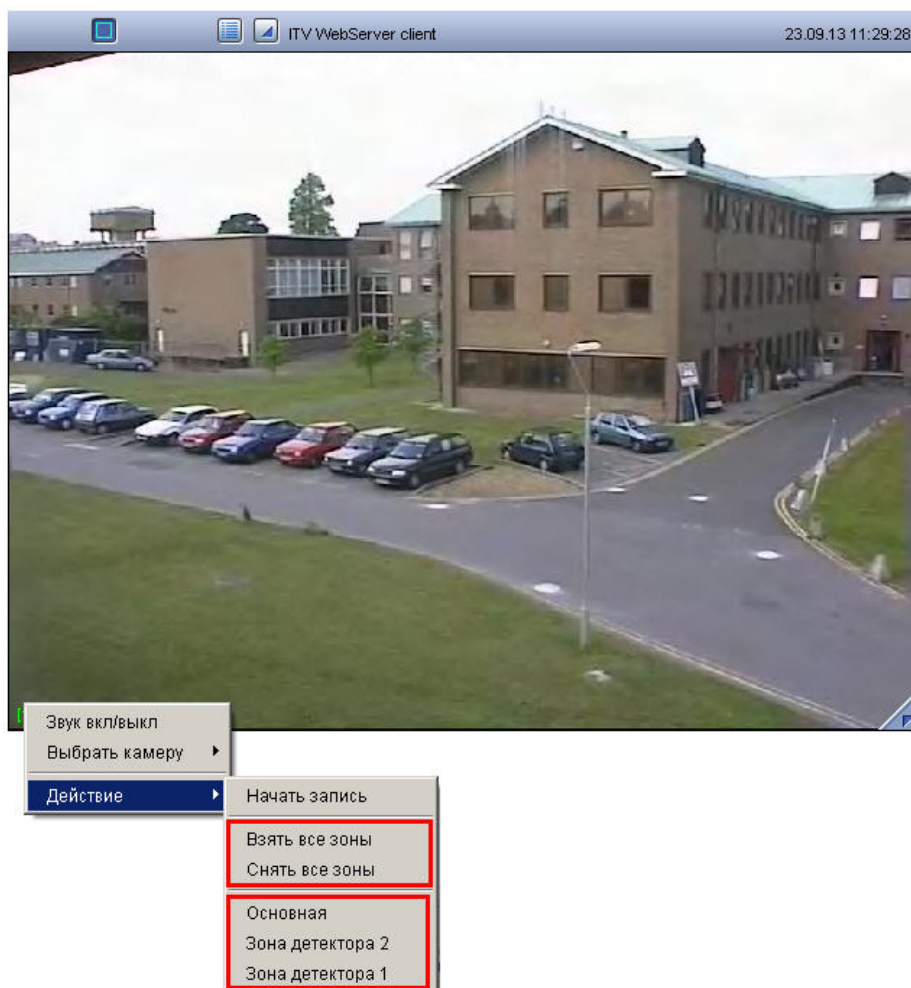 ITV WebServer client
23.09.13 11:29:28
Звук вкл/выкл
Выбрать камеру
Действие
Начать запись
Взять все зоны
Снять все зоны
Основная
Зона детектора 2
Зона детектора 1